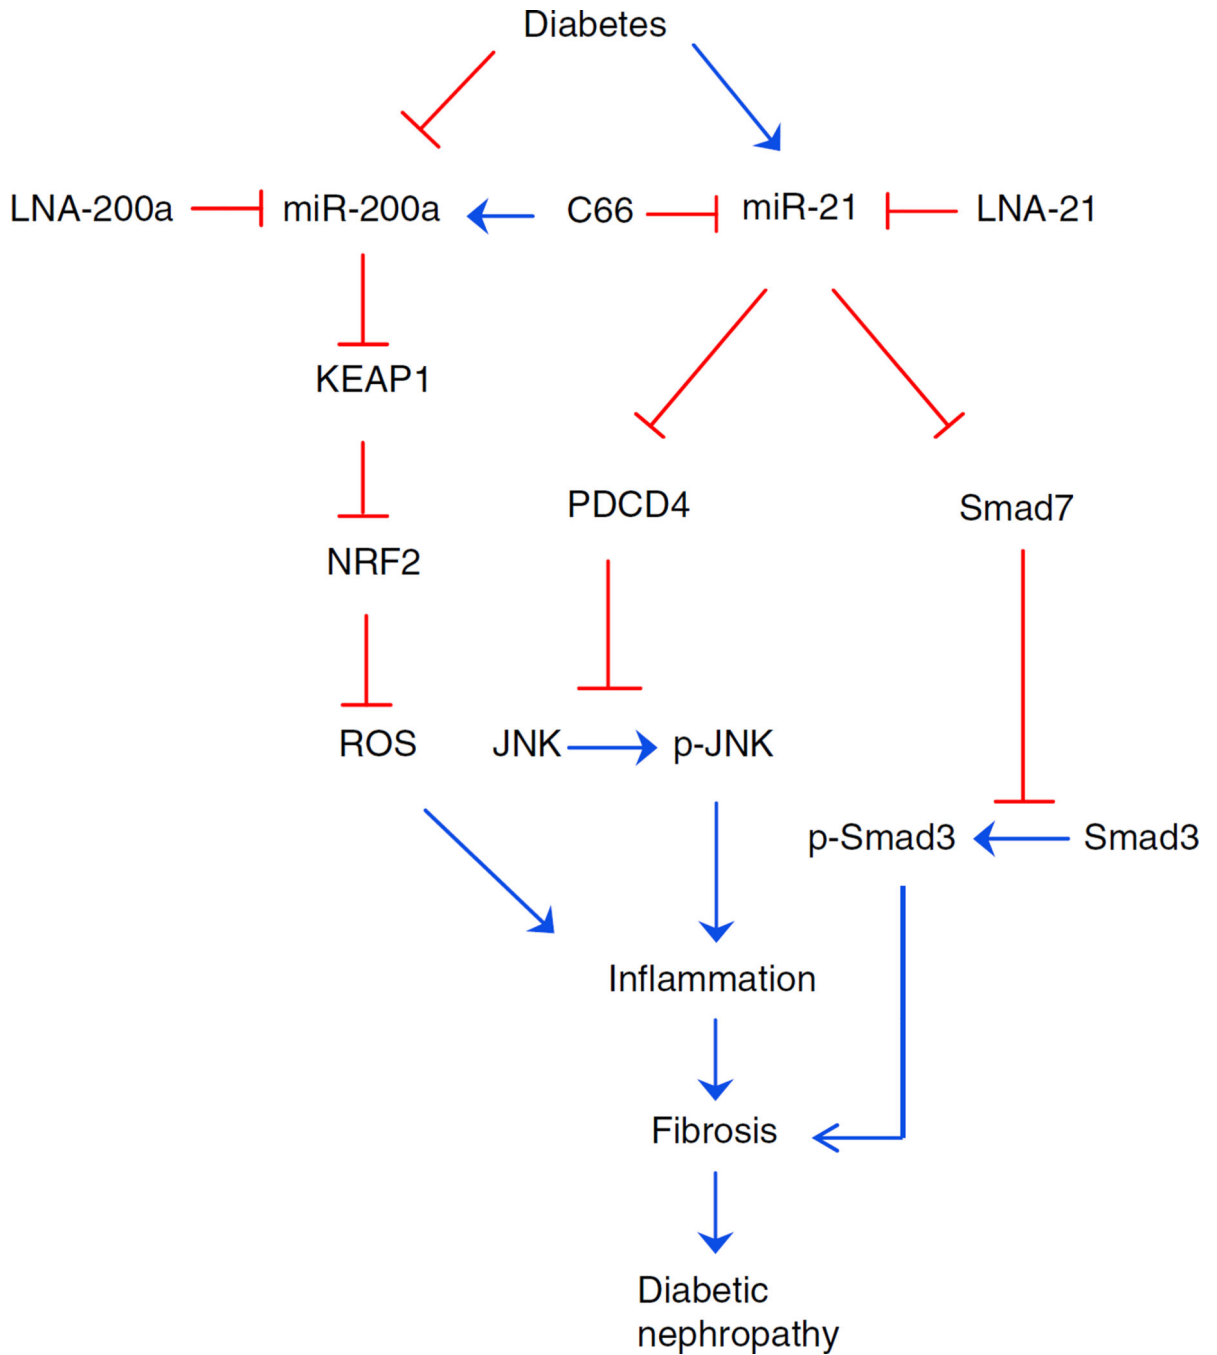 Diabetes
LNA-200a miR-200a C66 miR-21 LNA-21
KEAP1
PDCD4 Smad7
NRF2
ROS JNK p-JNK
p-Smad3 Smad3
Inflammation
Fibrosis
Diabetic
nephropathy